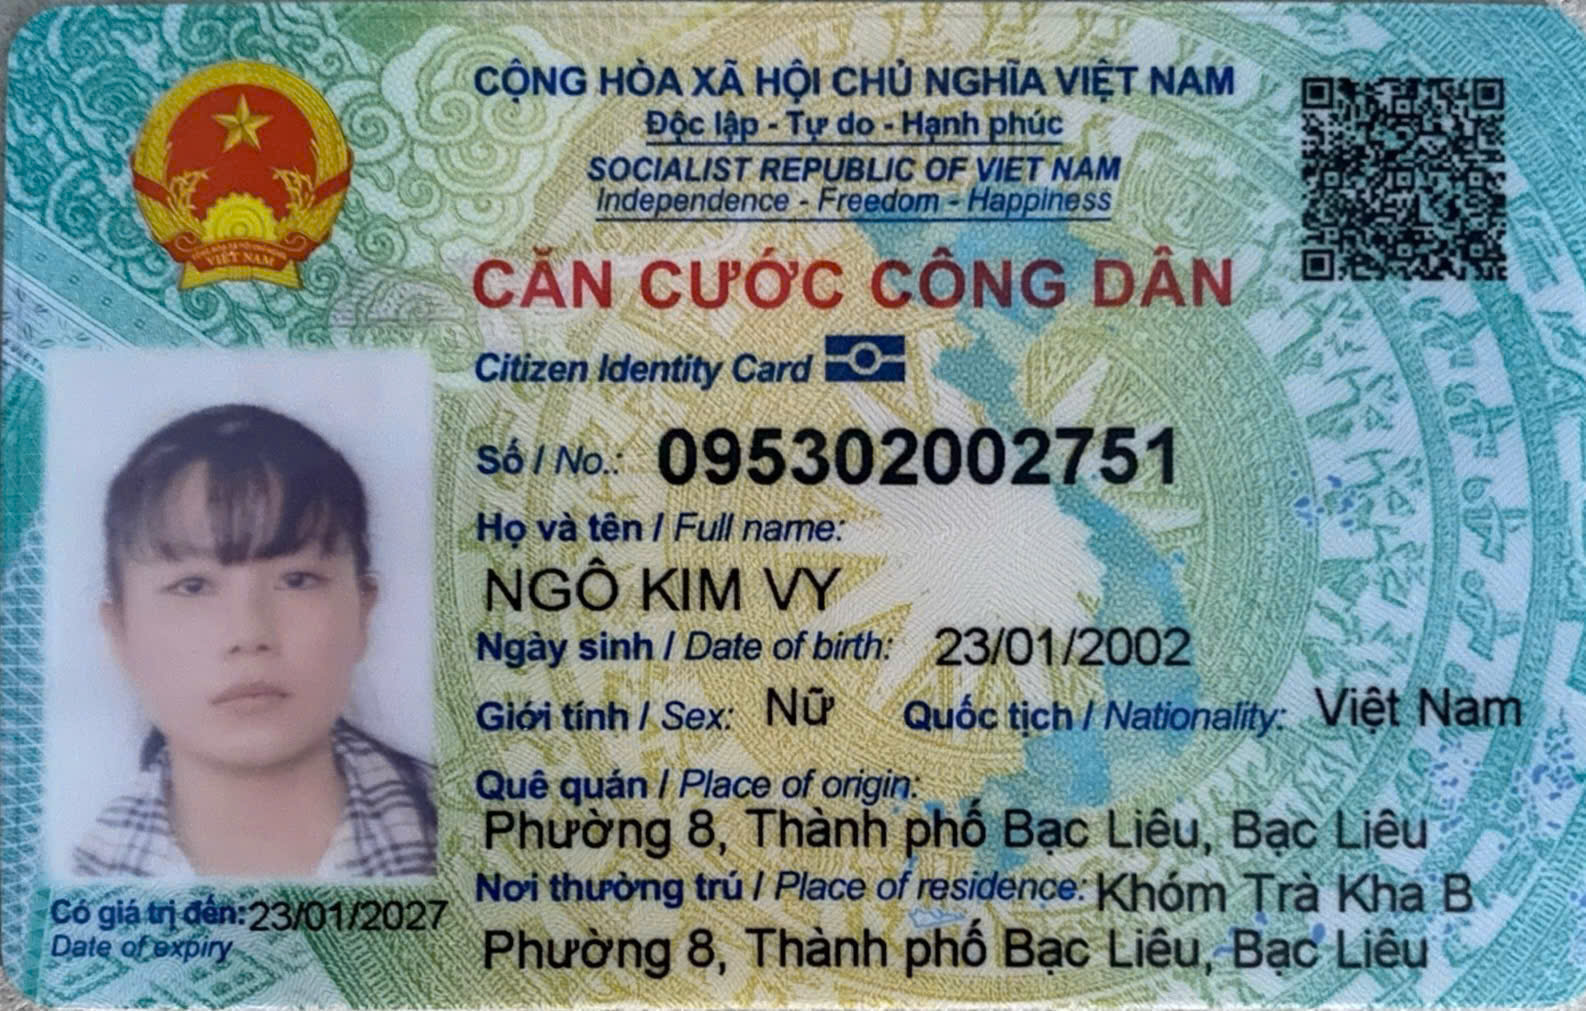 CỘNG HÒA XÃ HỘI CHỦ NGHĨA VIỆT NAM
Độc lập - Tự do - Hạnh phúc
SOCIALIST REPUBLIC OF VIET NAM
Independence - Freedom - Happiness
CĂN CƯỚC CÔNG DÂN
Citizen Identity Card
Số / No.: 095302002751
Họ và tên / Full name:
NGÔ KIM VY
Ngày sinh / Date of birth: 23/01/2002
Giới tính / Sex: Nữ Quốc tịch / Nationality: Việt Nam
Quê quán / Place of origin:
Phường 8, Thành phố Bạc Liêu, Bạc Liêu
Nơi thường trú / Place of residence: Khóm Trà Kha B
Phường 8, Thành phố Bạc Liêu, Bạc Liêu
Có giá trị đến: 23/01/2027
Date of expiry
VIỆT NAM